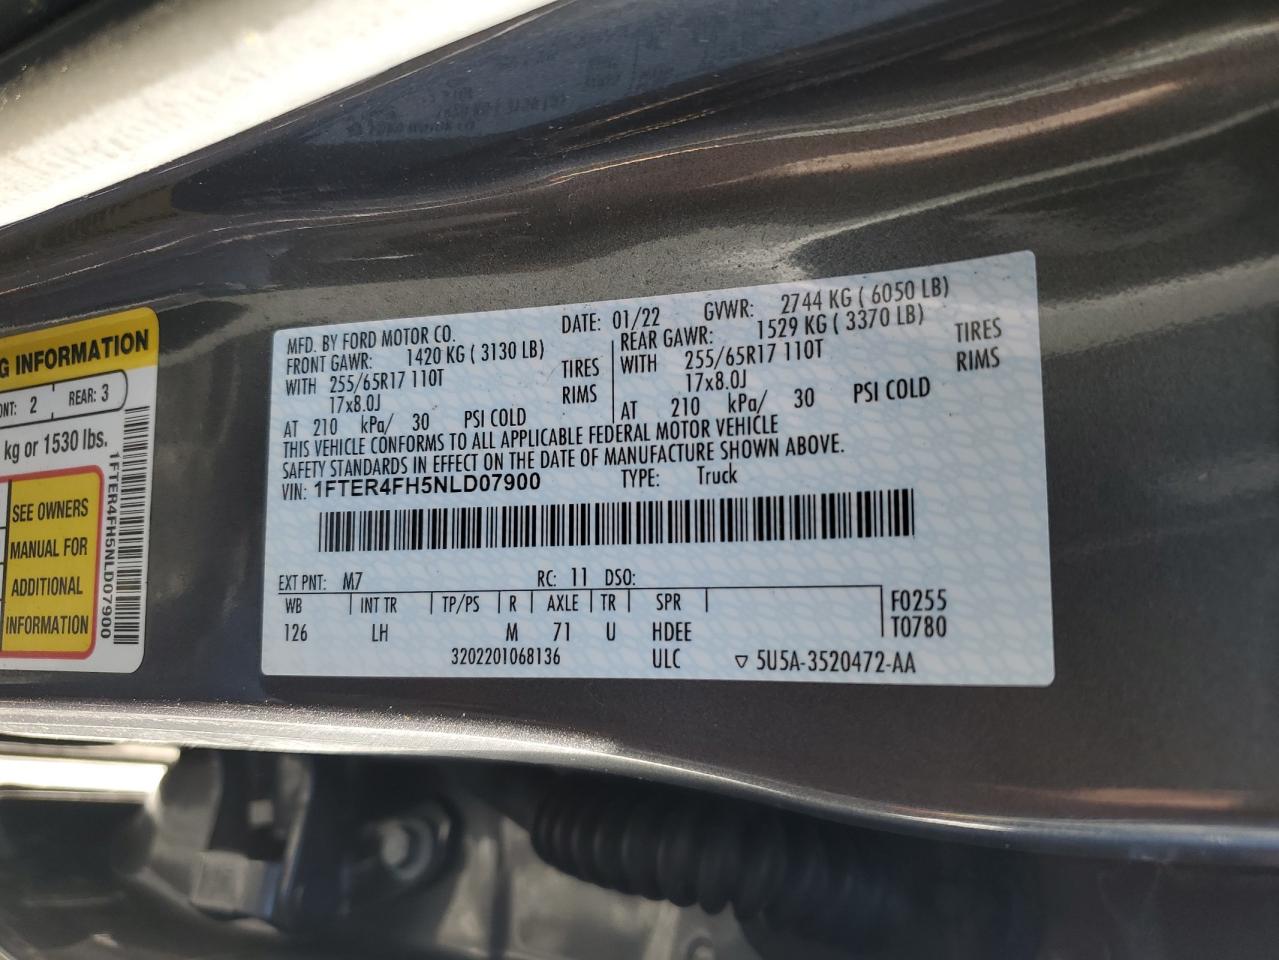 G INFORMATION
ONT: 2 REAR: 3
kg or 1530 lbs.
SEE OWNERS
MANUAL FOR
ADDITIONAL
INFORMATION
1FTER4FH5NLD07900
MFD. BY FORD MOTOR CO. DATE: 01/22 GVWR: 2744 KG ( 6050 LB)
FRONT GAWR: 1420 KG ( 3130 LB) REAR GAWR: 1529 KG ( 3370 LB)
WITH 255/65R17 110T TIRES WITH 255/65R17 110T TIRES
17x8.0J RIMS 17x8.0J RIMS
AT 210 kPa/ 30 PSI COLD AT 210 kPa/ 30 PSI COLD
THIS VEHICLE CONFORMS TO ALL APPLICABLE FEDERAL MOTOR VEHICLE
SAFETY STANDARDS IN EFFECT ON THE DATE OF MANUFACTURE SHOWN ABOVE.
VIN: 1FTER4FH5NLD07900 TYPE: Truck
EXT PNT: M7 RC: 11 DSO:
WB INT TR TP/PS R AXLE TR SPR F0255
126 LH M 71 U HDEE T0780
3202201068136 ULC ▽ 5U5A-3520472-AA